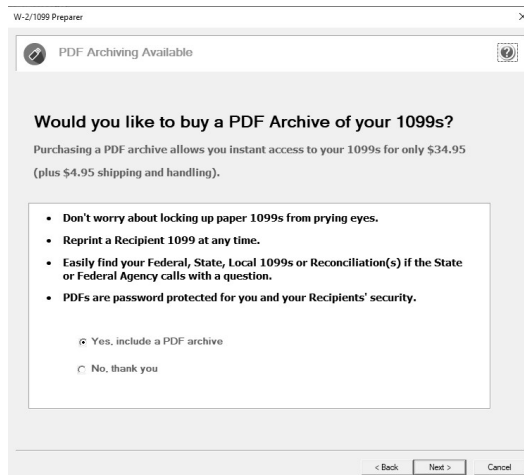 W-2/1099 Preparer
PDF Archiving Available
Would you like to buy a PDF Archive of your 1099s?
Purchasing a PDF archive allows you instant access to your 1099s for only $34.95
(plus $4.95 shipping and handling).
• Don't worry about locking up paper 1099s from prying eyes.
• Reprint a Recipient 1099 at any time.
• Easily find your Federal, State, Local 1099s or Reconciliation(s) if the State
or Federal Agency calls with a question.
• PDFs are password protected for you and your Recipients' security.
Yes, include a PDF archive
No, thank you
< Back Next > Cancel